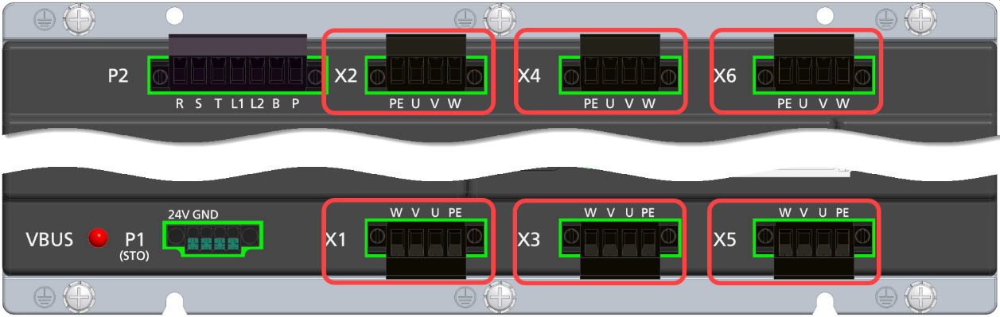 P2
R S T L1 L2 B P
X2
PE U V W
X4
PE U V W
X6
PE U V W
VBUS
P1
(STO)
24V GND
X1
W V U PE
X3
W V U PE
X5
W V U PE